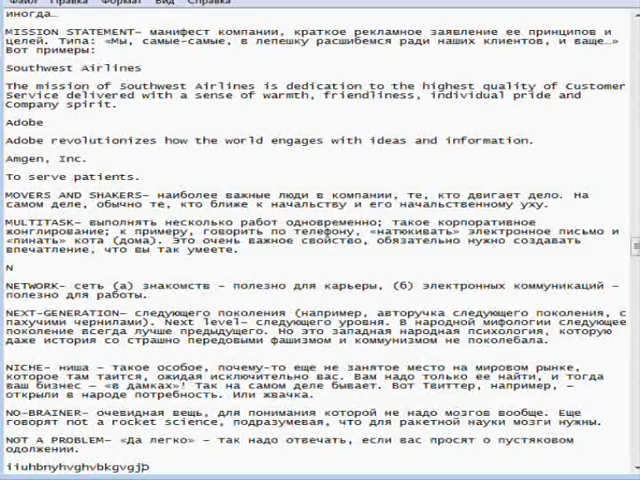 Файл Правка Формат Вид Справка
иногда…
MISSION STATEMENT– манифест компании, краткое рекламное заявление ее принципов и
целей. Типа: «Мы, самые-самые, в лепешку расшибемся ради наших клиентов, и ваще…»
Вот примеры:
Southwest Airlines
The mission of Southwest Airlines is dedication to the highest quality of Customer
Service delivered with a sense of warmth, friendliness, individual pride and
Company spirit.
Adobe
Adobe revolutionizes how the world engages with ideas and information.
Amgen, Inc.
To serve patients.
MOVERS AND SHAKERS– наиболее важные люди в компании, те, кто двигает дело. На
самом деле, обычно те, кто ближе к начальству и его начальственному уху.
MULTITASK– выполнять несколько работ одновременно; такое корпоративное
жонглирование; к примеру, говорить по телефону, «натюкивать» электронное письмо и
«пинать» кота (дома). Это очень важное свойство, обязательно нужно создавать
впечатление, что вы так умеете.
N
NETWORK– сеть (а) знакомств – полезно для карьеры, (б) электронных коммуникаций –
полезно для работы.
NEXT-GENERATION– следующего поколения (например, авторучка следующего поколения, с
пахучими чернилами). Next level– следующего уровня. В народной мифологии следующее
поколение всегда лучше предыдущего. Но это западная народная психология, которую
даже история со страшно передовыми фашизмом и коммунизмом не поколебала.
NICHE– ниша – такое особое, почему-то еще не занятое место на мировом рынке,
которое там таится, ожидая исключительно вас. Вам надо только ее найти, и тогда
ваш бизнес – «в дамках»! Так на самом деле бывает. Вот Твиттер, например, –
открыли в народе потребность. Или жвачка.
NO-BRAINER– очевидная вещь, для понимания которой не надо мозгов вообще. Еще
говорят not a rocket science, подразумевая, что для ракетной науки мозги нужны.
NOT A PROBLEM– «Да легко» – так надо отвечать, если вас просят о пустяковом
одолжении.
iiuhbnyhvghvbkgvgjp